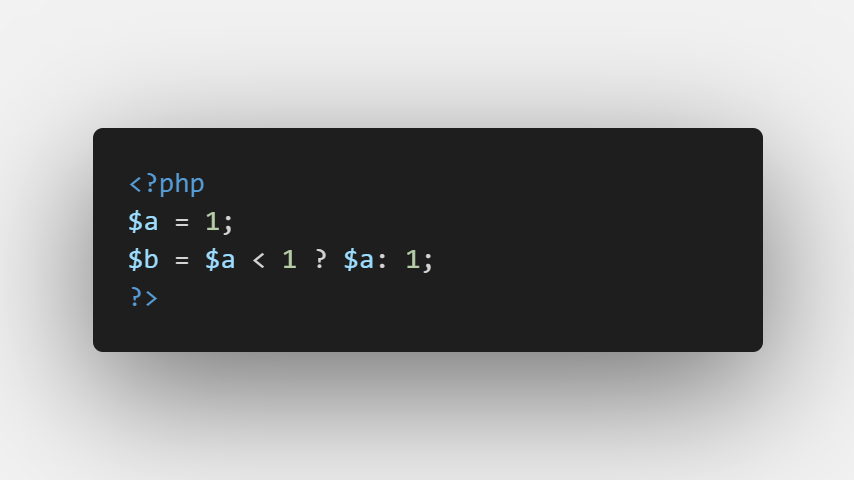 <?php
$a = 1;
$b = $a < 1 ? $a: 1;
?>